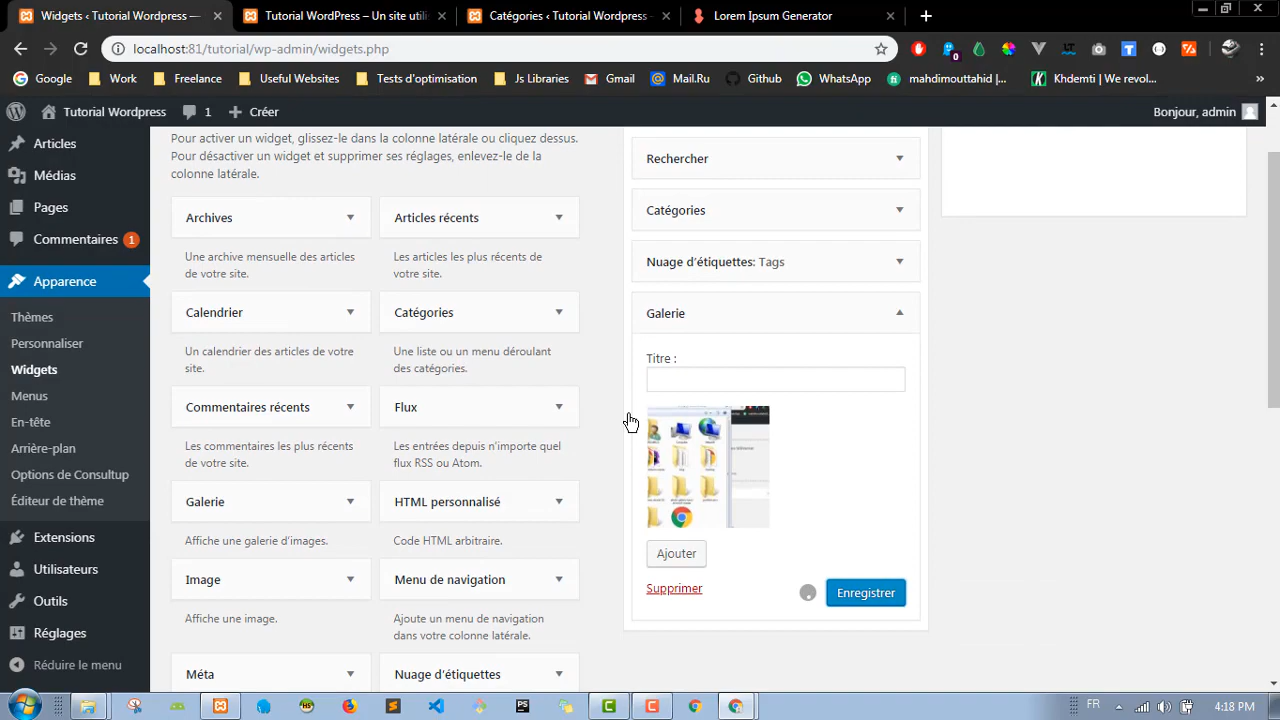 Widgets ‹ Tutorial WordPress —
Tutorial WordPress – Un site util
Catégories ‹ Tutorial Wordpress -
Lorem Ipsum Generator
localhost:81/tutorial/wp-admin/widgets.php
0
Google
Work
Freelance
Useful Websites
Tests d'optimisation
Js Libraries
Gmail
Mail.Ru
Github
WhatsApp
mahdimouttahid |...
Khdemti | We revol...
Tutorial Wordpress
1
Créer
Bonjour, admin
Articles
Médias
Pages
Commentaires 1
Apparence
Thèmes
Personnaliser
Widgets
Menus
En-tête
Arrière-plan
Options de Consultup
Éditeur de thème
Extensions
Utilisateurs
Outils
Réglages
Réduire le menu
Pour activer un widget, glissez-le dans la colonne latérale ou cliquez dessus.
Pour désactiver un widget et supprimer ses réglages, enlevez-le de la
colonne latérale.
Archives
Une archive mensuelle des articles
de votre site.
Articles récents
Les articles les plus récents de
votre site.
Calendrier
Un calendrier des articles de votre
site.
Catégories
Une liste ou un menu déroulant
des catégories.
Commentaires récents
Les commentaires les plus récents
de votre site.
Flux
Les entrées depuis n'importe quel
flux RSS ou Atom.
Galerie
Affiche une galerie d'images.
HTML personnalisé
Code HTML arbitraire.
Image
Affiche une image.
Menu de navigation
Ajoute un menu de navigation
dans votre colonne latérale.
Méta
Nuage d'étiquettes
Rechercher
Catégories
Nuage d'étiquettes: Tags
Galerie
Titre :
Ajouter
Supprimer
Enregistrer
FR
4:18 PM